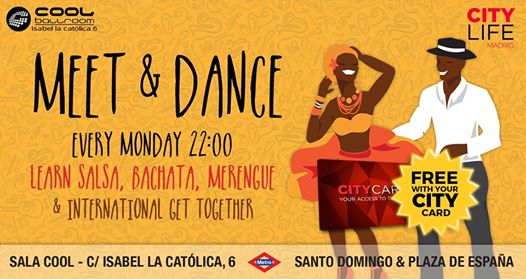 COOL
ballroom
isabel la católica 6
CITY
LIFE
MADRID
MEET & DANCE
EVERY MONDAY 22:00
LEARN SALSA, BACHATA, MERENGUE
& INTERNATIONAL GET TOGETHER
CITYCAR
YOUR ACCESS TO
FREE
WITH YOUR
CITY
CARD
SALA COOL - C/ ISABEL LA CATÓLICA, 6
Metro
SANTO DOMINGO & PLAZA DE ESPAÑA